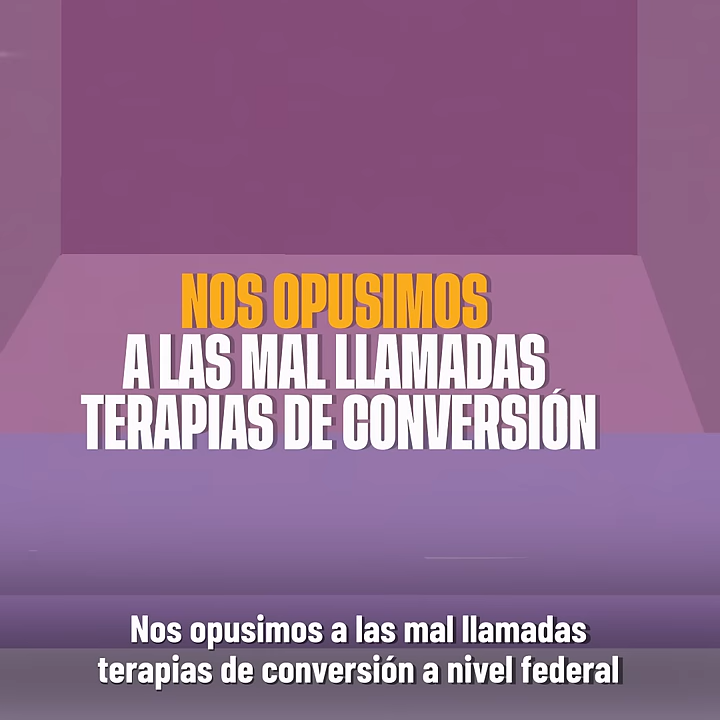 NOS OPUSIMOS
A LAS MAL LLAMADAS
TERAPIAS DE CONVERSIÓN
Nos opusimos a las mal llamadas
terapias de conversión a nivel federal